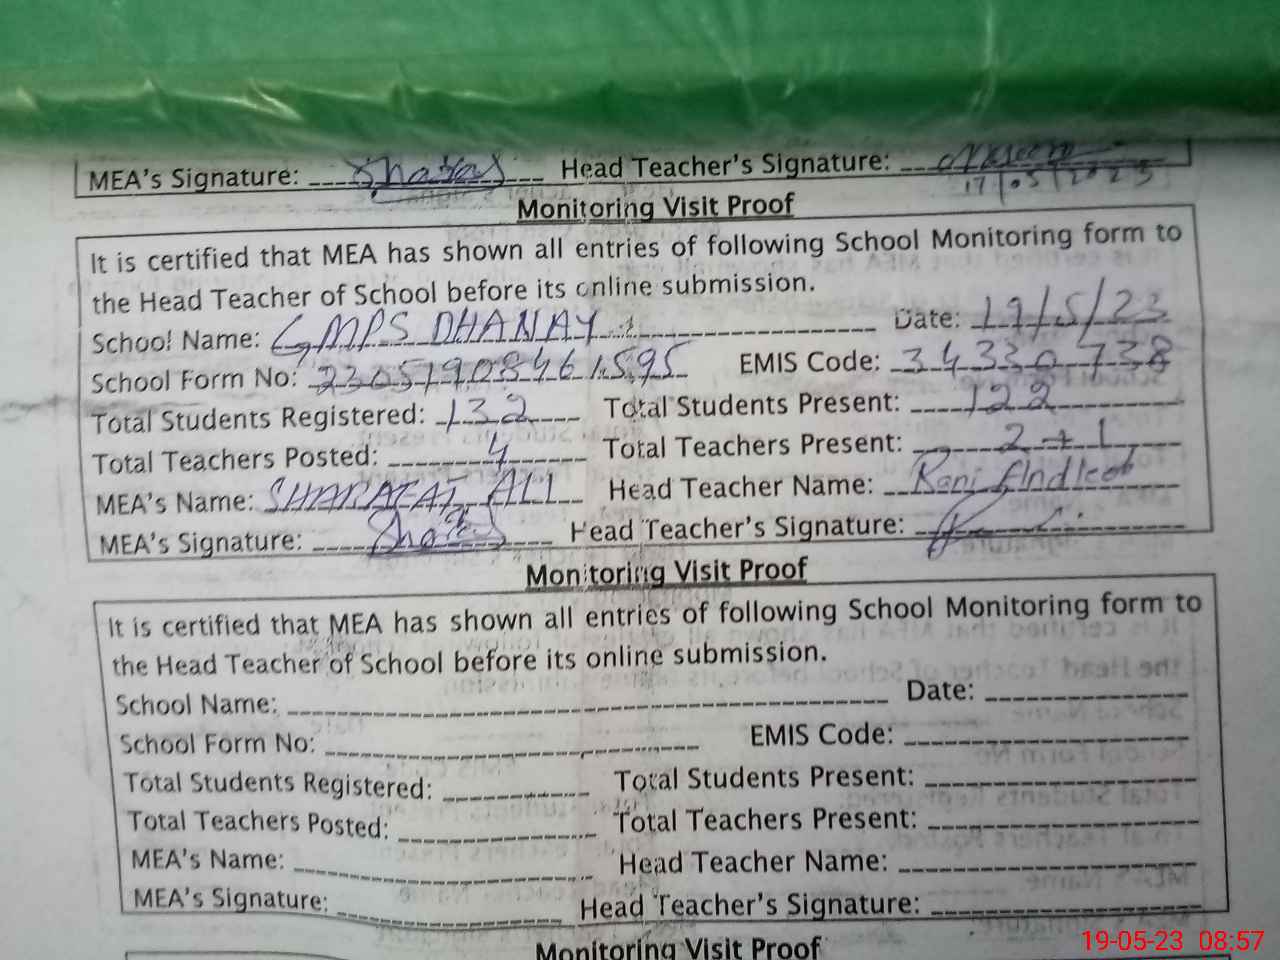 MEA's Signature: Head Teacher's Signature:
17/05/2023
Monitoring Visit Proof
It is certified that MEA has shown all entries of following School Monitoring form to
the Head Teacher of School before its online submission.
School Name: GMPS DHANAY Date: 19/5/23
School Form No: 23051908461595 EMIS Code: 34330738
Total Students Registered: 132 Total Students Present: 122
Total Teachers Posted: 4 Total Teachers Present: 2+1
MEA's Name: SHARAFAT ALI Head Teacher Name: Rani Andleeb
MEA's Signature: Head Teacher's Signature:
Monitoring Visit Proof
It is certified that MEA has shown all entries of following School Monitoring form to
the Head Teacher of School before its online submission.
School Name: Date:
School Form No: EMIS Code:
Total Students Registered: Total Students Present:
Total Teachers Posted: Total Teachers Present:
MEA's Name: Head Teacher Name:
MEA's Signature: Head Teacher's Signature:
Monitoring Visit Proof
19-05-23 08:57